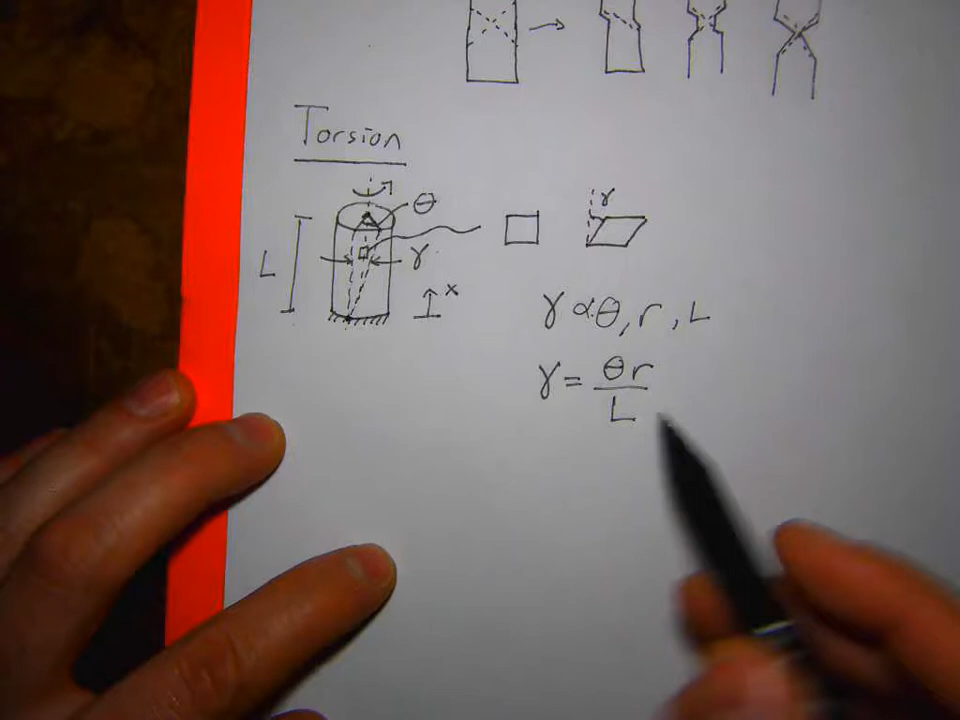 Torsion
θ
γ
L
γ
x
γ ∝ θ, r, L
γ = θr / L